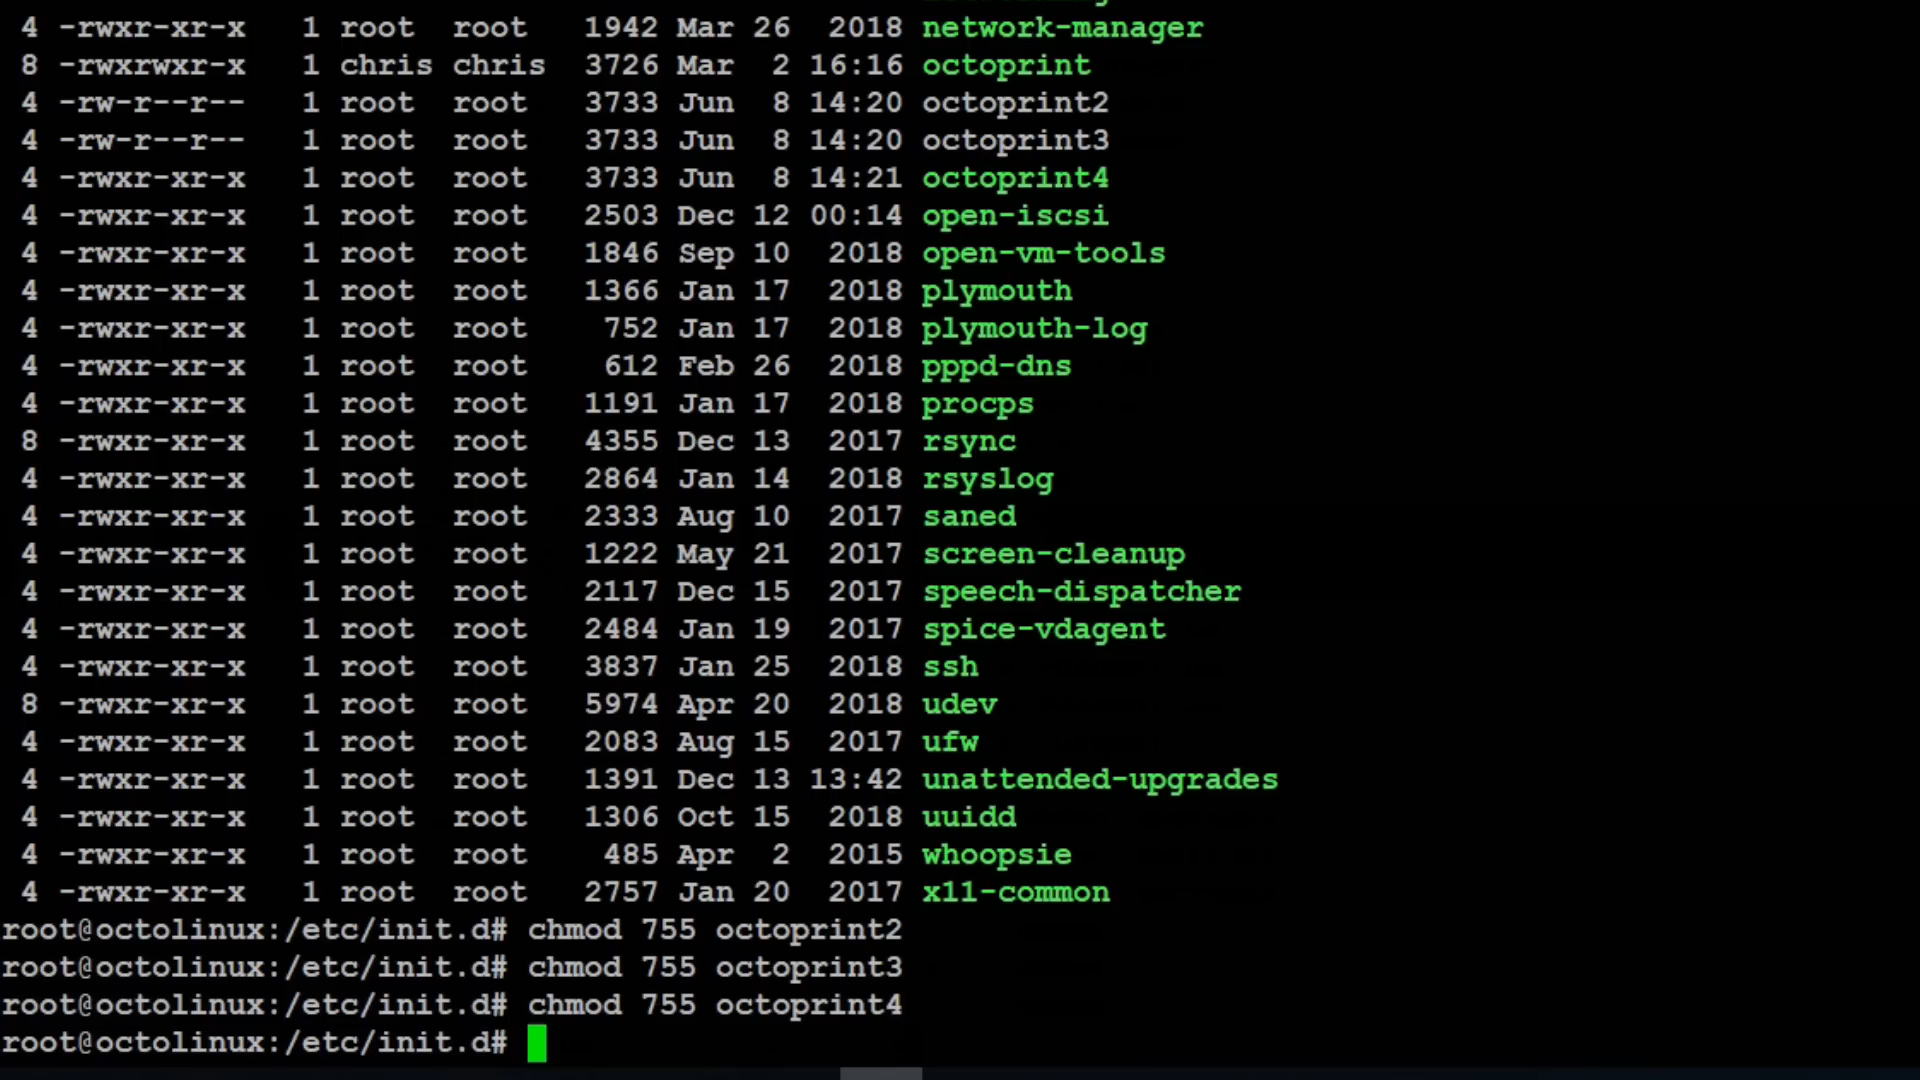 4 -rwxr-xr-x   1 root  root   1942 Mar 26  2018 network-manager
8 -rwxrwxr-x   1 chris chris  3726 Mar  2 16:16 octoprint
4 -rw-r--r--   1 root  root   3733 Jun  8 14:20 octoprint2
4 -rw-r--r--   1 root  root   3733 Jun  8 14:20 octoprint3
4 -rwxr-xr-x   1 root  root   3733 Jun  8 14:21 octoprint4
4 -rwxr-xr-x   1 root  root   2503 Dec 12 00:14 open-iscsi
4 -rwxr-xr-x   1 root  root   1846 Sep 10  2018 open-vm-tools
4 -rwxr-xr-x   1 root  root   1366 Jan 17  2018 plymouth
4 -rwxr-xr-x   1 root  root    752 Jan 17  2018 plymouth-log
4 -rwxr-xr-x   1 root  root    612 Feb 26  2018 pppd-dns
4 -rwxr-xr-x   1 root  root   1191 Jan 17  2018 procps
8 -rwxr-xr-x   1 root  root   4355 Dec 13  2017 rsync
4 -rwxr-xr-x   1 root  root   2864 Jan 14  2018 rsyslog
4 -rwxr-xr-x   1 root  root   2333 Aug 10  2017 saned
4 -rwxr-xr-x   1 root  root   1222 May 21  2017 screen-cleanup
4 -rwxr-xr-x   1 root  root   2117 Dec 15  2017 speech-dispatcher
4 -rwxr-xr-x   1 root  root   2484 Jan 19  2017 spice-vdagent
4 -rwxr-xr-x   1 root  root   3837 Jan 25  2018 ssh
8 -rwxr-xr-x   1 root  root   5974 Apr 20  2018 udev
4 -rwxr-xr-x   1 root  root   2083 Aug 15  2017 ufw
4 -rwxr-xr-x   1 root  root   1391 Dec 13 13:42 unattended-upgrades
4 -rwxr-xr-x   1 root  root   1306 Oct 15  2018 uuidd
4 -rwxr-xr-x   1 root  root    485 Apr  2  2015 whoopsie
4 -rwxr-xr-x   1 root  root   2757 Jan 20  2017 x11-common
root@octolinux:/etc/init.d# chmod 755 octoprint2
root@octolinux:/etc/init.d# chmod 755 octoprint3
root@octolinux:/etc/init.d# chmod 755 octoprint4
root@octolinux:/etc/init.d#